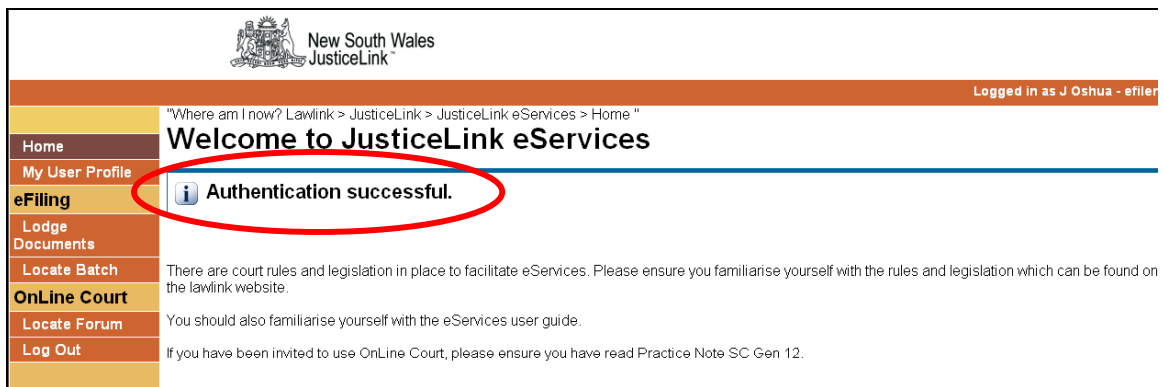 New South Wales
JusticeLink™
Logged in as J Oshua - efiler
"Where am I now? Lawlink > JusticeLink > JusticeLink eServices > Home "
Welcome to JusticeLink eServices
Home
My User Profile
eFiling
Lodge
Documents
Locate Batch
OnLine Court
Locate Forum
Log Out
Authentication successful.
There are court rules and legislation in place to facilitate eServices. Please ensure you familiarise yourself with the rules and legislation which can be found on
the lawlink website.
You should also familiarise yourself with the eServices user guide.
If you have been invited to use OnLine Court, please ensure you have read Practice Note SC Gen 12.